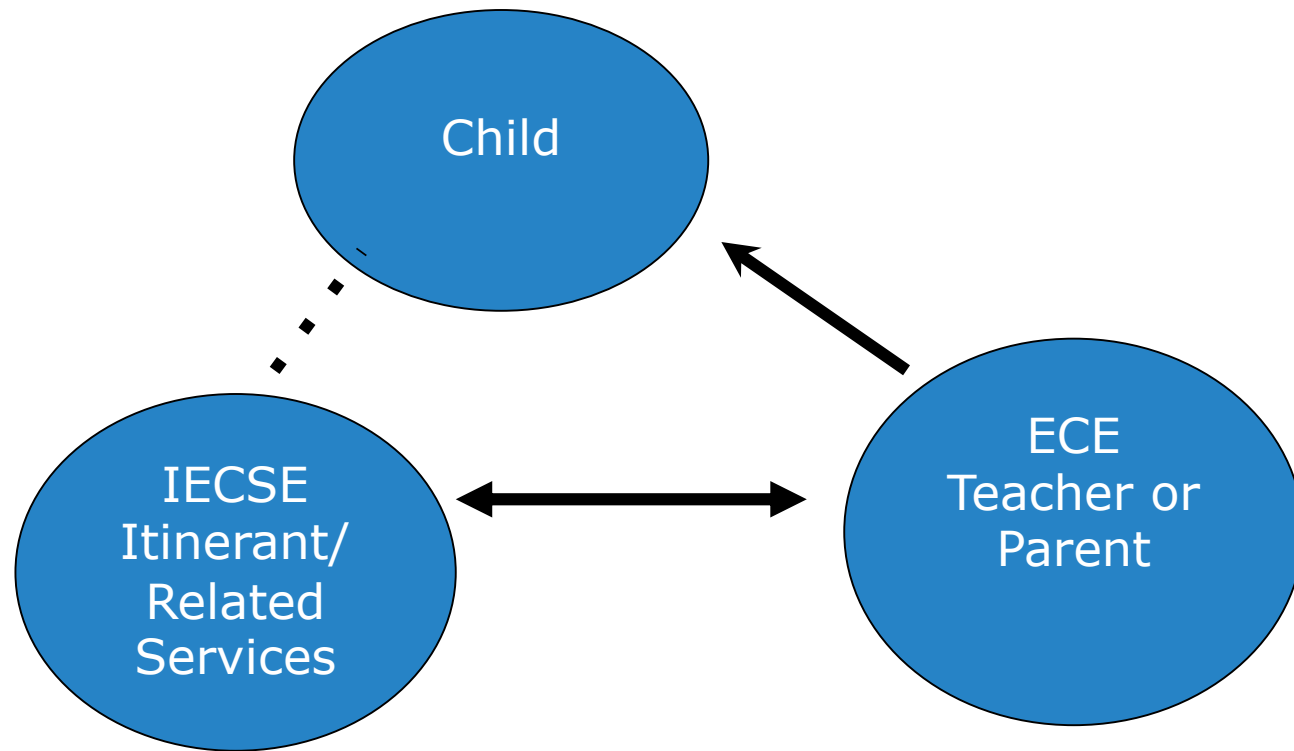 Child
IECSE
Itinerant/
Related
Services
ECE
Teacher or
Parent